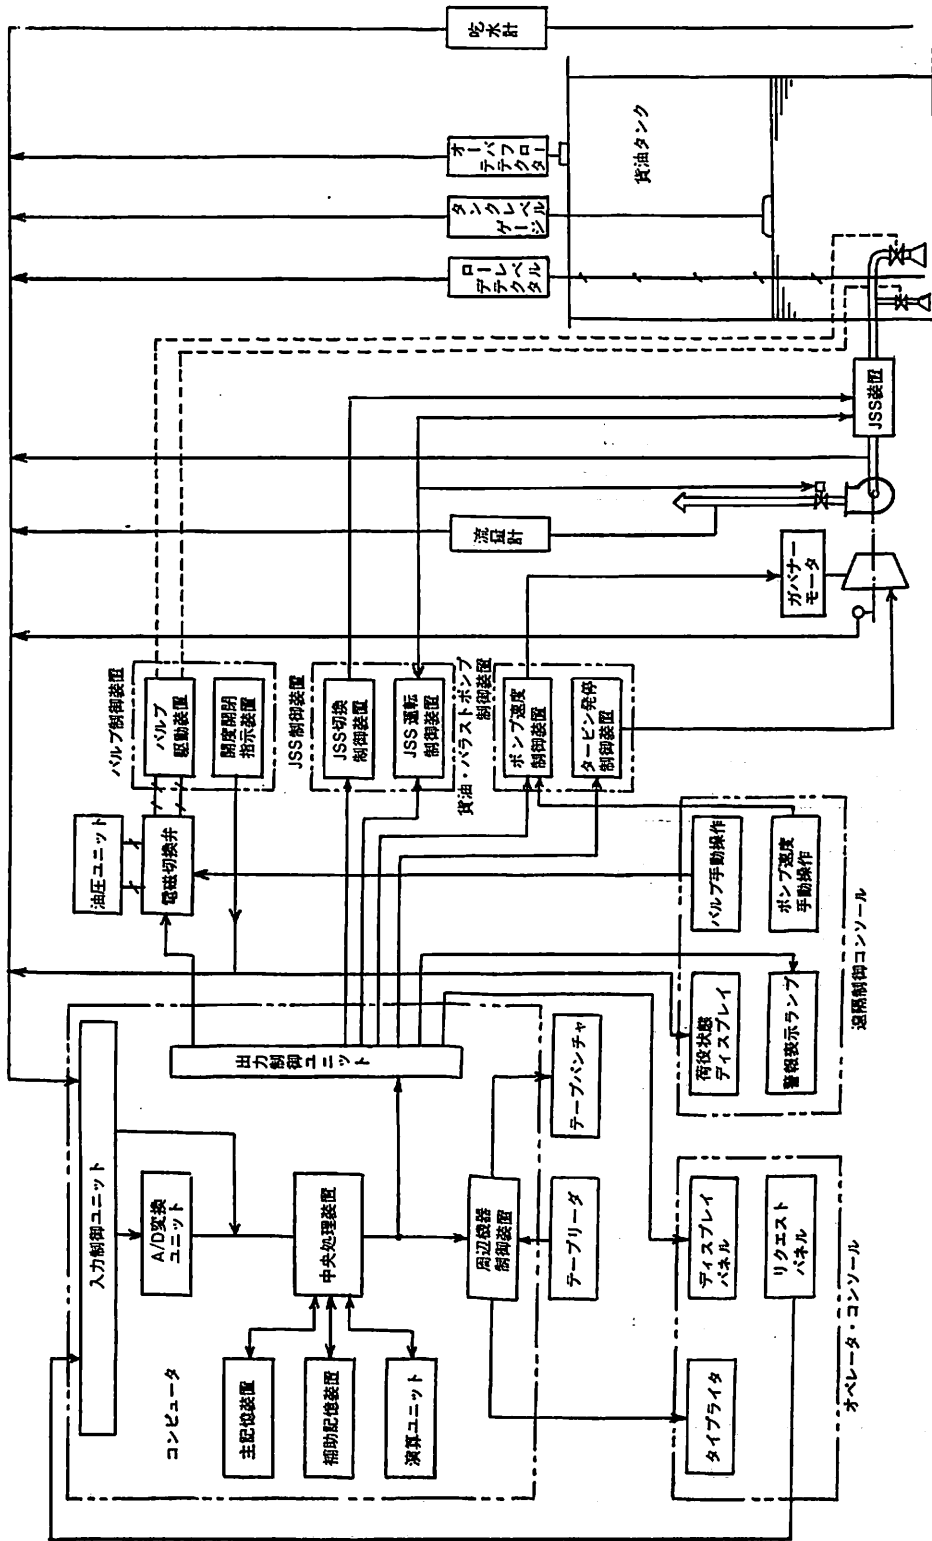 吃水計
オーバフロー
デテクタ
タンクレベル
ゲージ
ローレベル
デテクタ
貨油タンク
JSS装置
流量計
ガバナー
モータ
バルブ制御装置
バルブ
駆動装置
開度開閉
指示装置
JSS制御装置
JSS切換
制御装置
JSS運転
制御装置
貨油・バラストポンプ
制御装置
ポンプ速度
制御装置
タービン発停
制御装置
油圧ユニット
電磁切換弁
バルブ手動操作
ポンプ速度
手動操作
荷役状態
ディスプレイ
警報表示ランプ
遠隔制御コンソール
入力制御ユニット
出力制御ユニット
A/D変換
ユニット
中央処理装置
周辺機器
制御装置
コンピュータ
主記憶装置
補助記憶装置
演算ユニット
テープパンチャ
テープリーダ
ディスプレイ
パネル
リクエスト
パネル
タイプライタ
オペレータ・コンソール